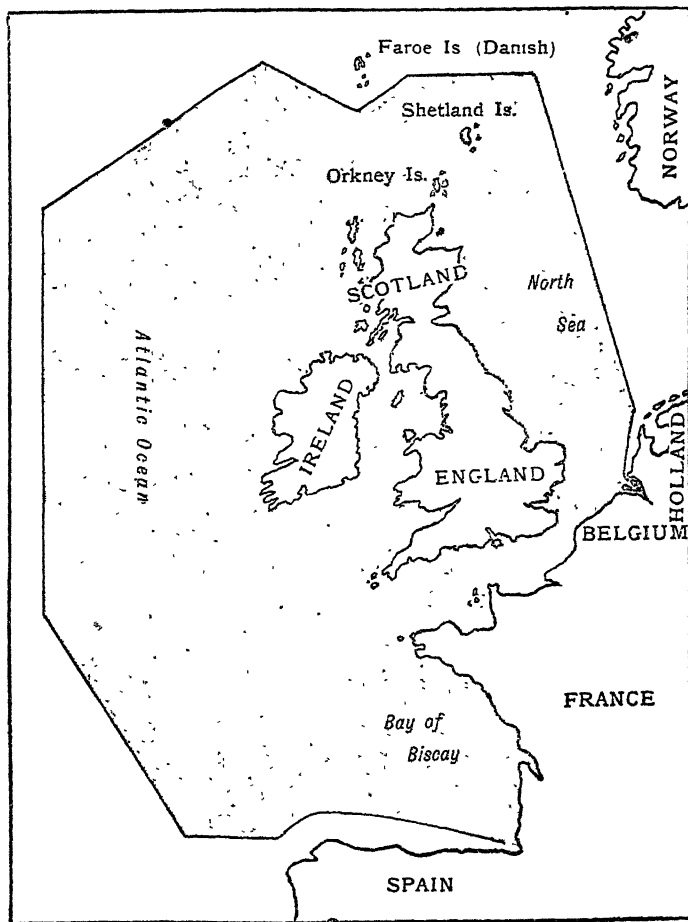 Faroe Is (Danish)
Shetland Is.
NORWAY
Orkney Is.
SCOTLAND
North
Sea
Atlantic Ocean
IRELAND
ENGLAND
HOLLAND
BELGIUM
FRANCE
Bay of
Biscay
SPAIN